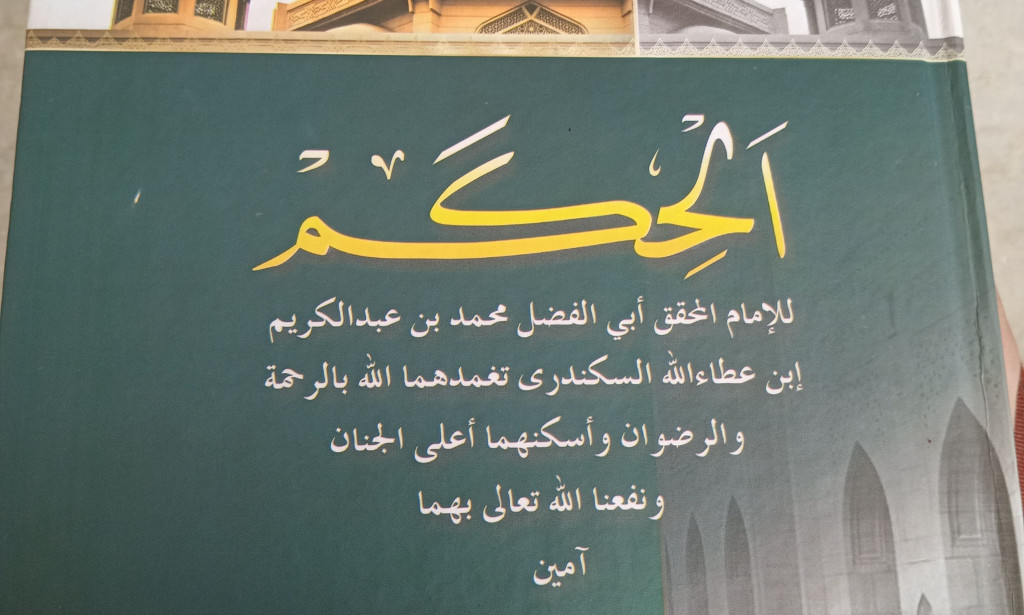 اَلْحِكَمْ
للإمام المحقق أبي الفضل محمد بن عبدالكريم
إبن عطاءالله السكندرى تغمدهما الله بالرحمة
والرضوان وأسكنهما أعلى الجنان
ونفعنا الله تعالى بهما
آمين